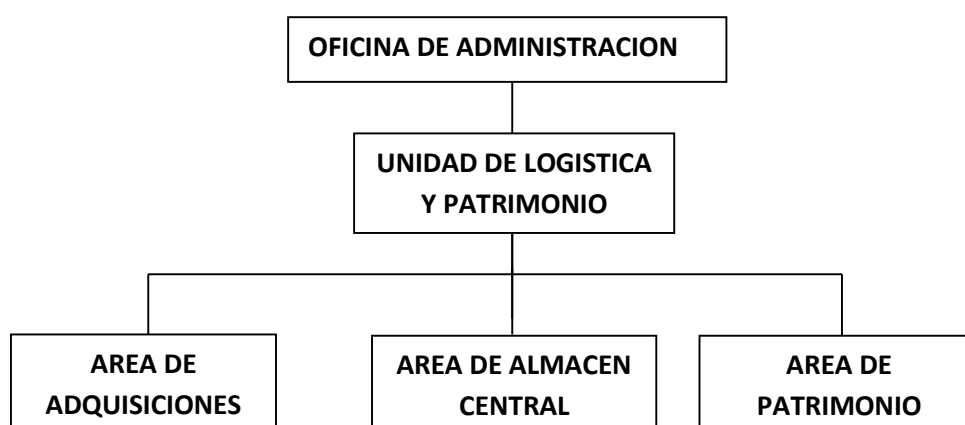 OFICINA DE ADMINISTRACION
UNIDAD DE LOGISTICA
Y PATRIMONIO
AREA DE
ADQUISICIONES
AREA DE ALMACEN
CENTRAL
AREA DE
PATRIMONIO